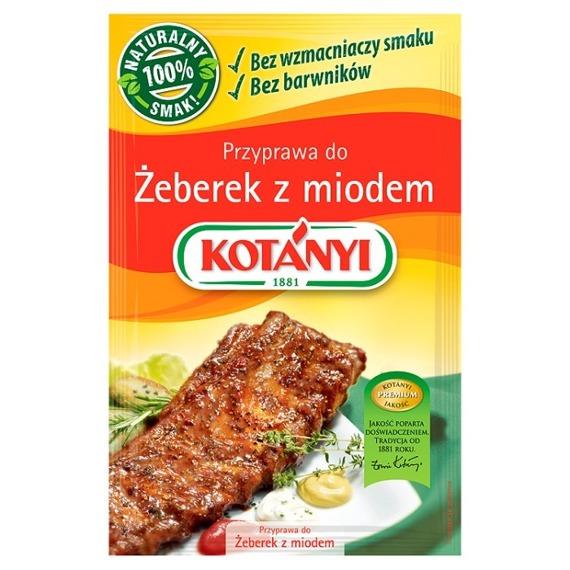 NATURALNY
100%
SMAK!
Bez wzmacniaczy smaku
Bez barwników
Przyprawa do
Żeberek z miodem
KOTÁNYI
1881
KOTÁNYI
PREMIUM
JAKOŚĆ
JAKOŚĆ POPARTA
DOŚWIADCZENIEM.
TRADYCJA OD
1881 ROKU.
Przyprawa do
Żeberek z miodem